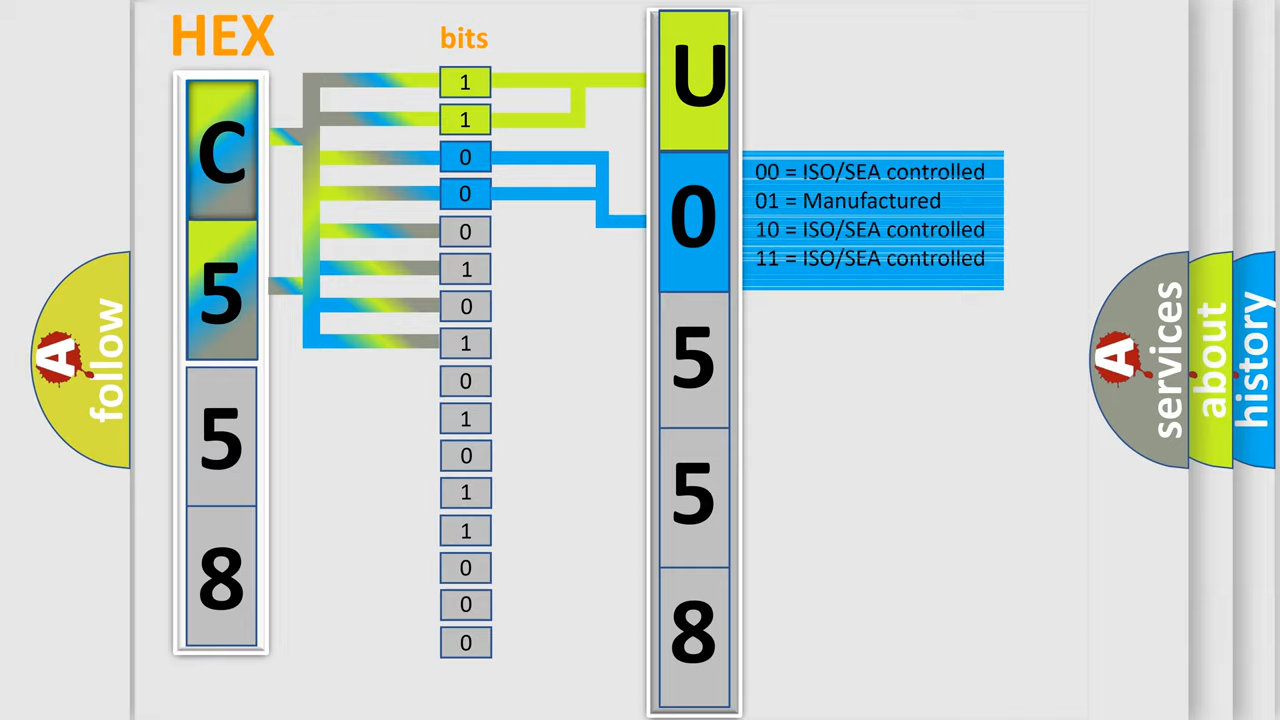 HEX
bits
C
5
5
8
1
1
0
0
0
1
0
1
0
1
0
1
1
0
0
0
U
0
5
5
8
00 = ISO/SEA controlled
01 = Manufactured
10 = ISO/SEA controlled
11 = ISO/SEA controlled
A
follow
A
services
about
history